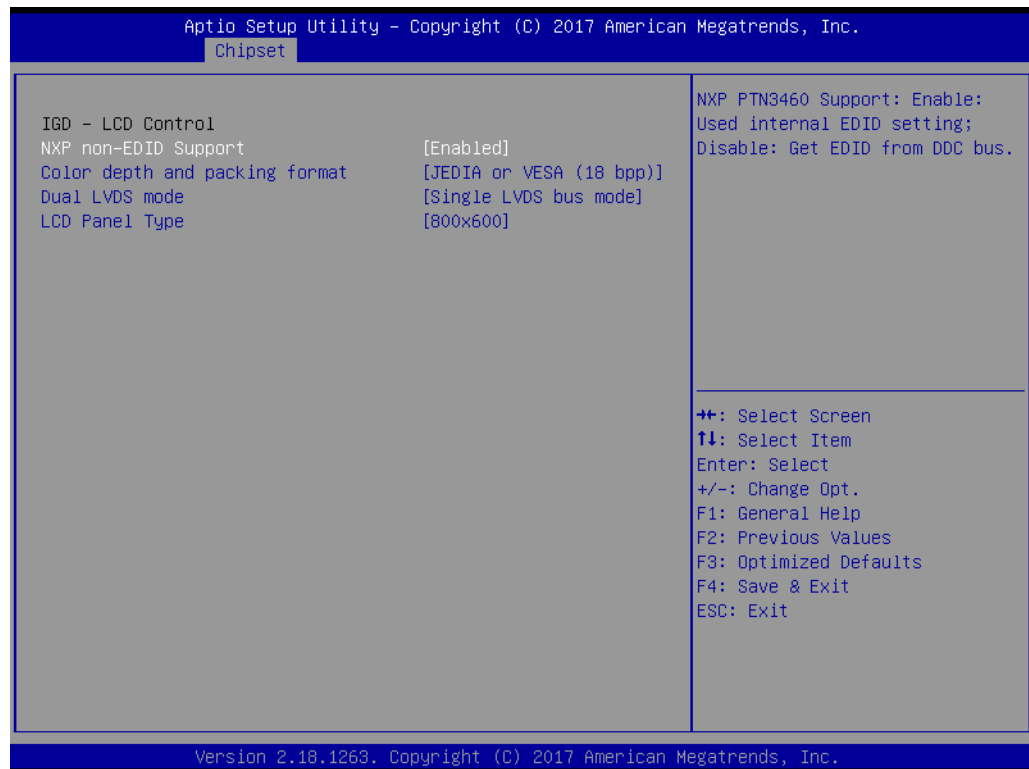 Aptio Setup Utility – Copyright (C) 2017 American Megatrends, Inc.
Chipset
IGD – LCD Control
NXP non-EDID Support [Enabled]
Color depth and packing format [JEDIA or VESA (18 bpp)]
Dual LVDS mode [Single LVDS bus mode]
LCD Panel Type [800x600]
NXP PTN3460 Support: Enable:
Used internal EDID setting;
Disable: Get EDID from DDC bus.
→←: Select Screen
↑↓: Select Item
Enter: Select
+/-: Change Opt.
F1: General Help
F2: Previous Values
F3: Optimized Defaults
F4: Save & Exit
ESC: Exit
Version 2.18.1263. Copyright (C) 2017 American Megatrends, Inc.